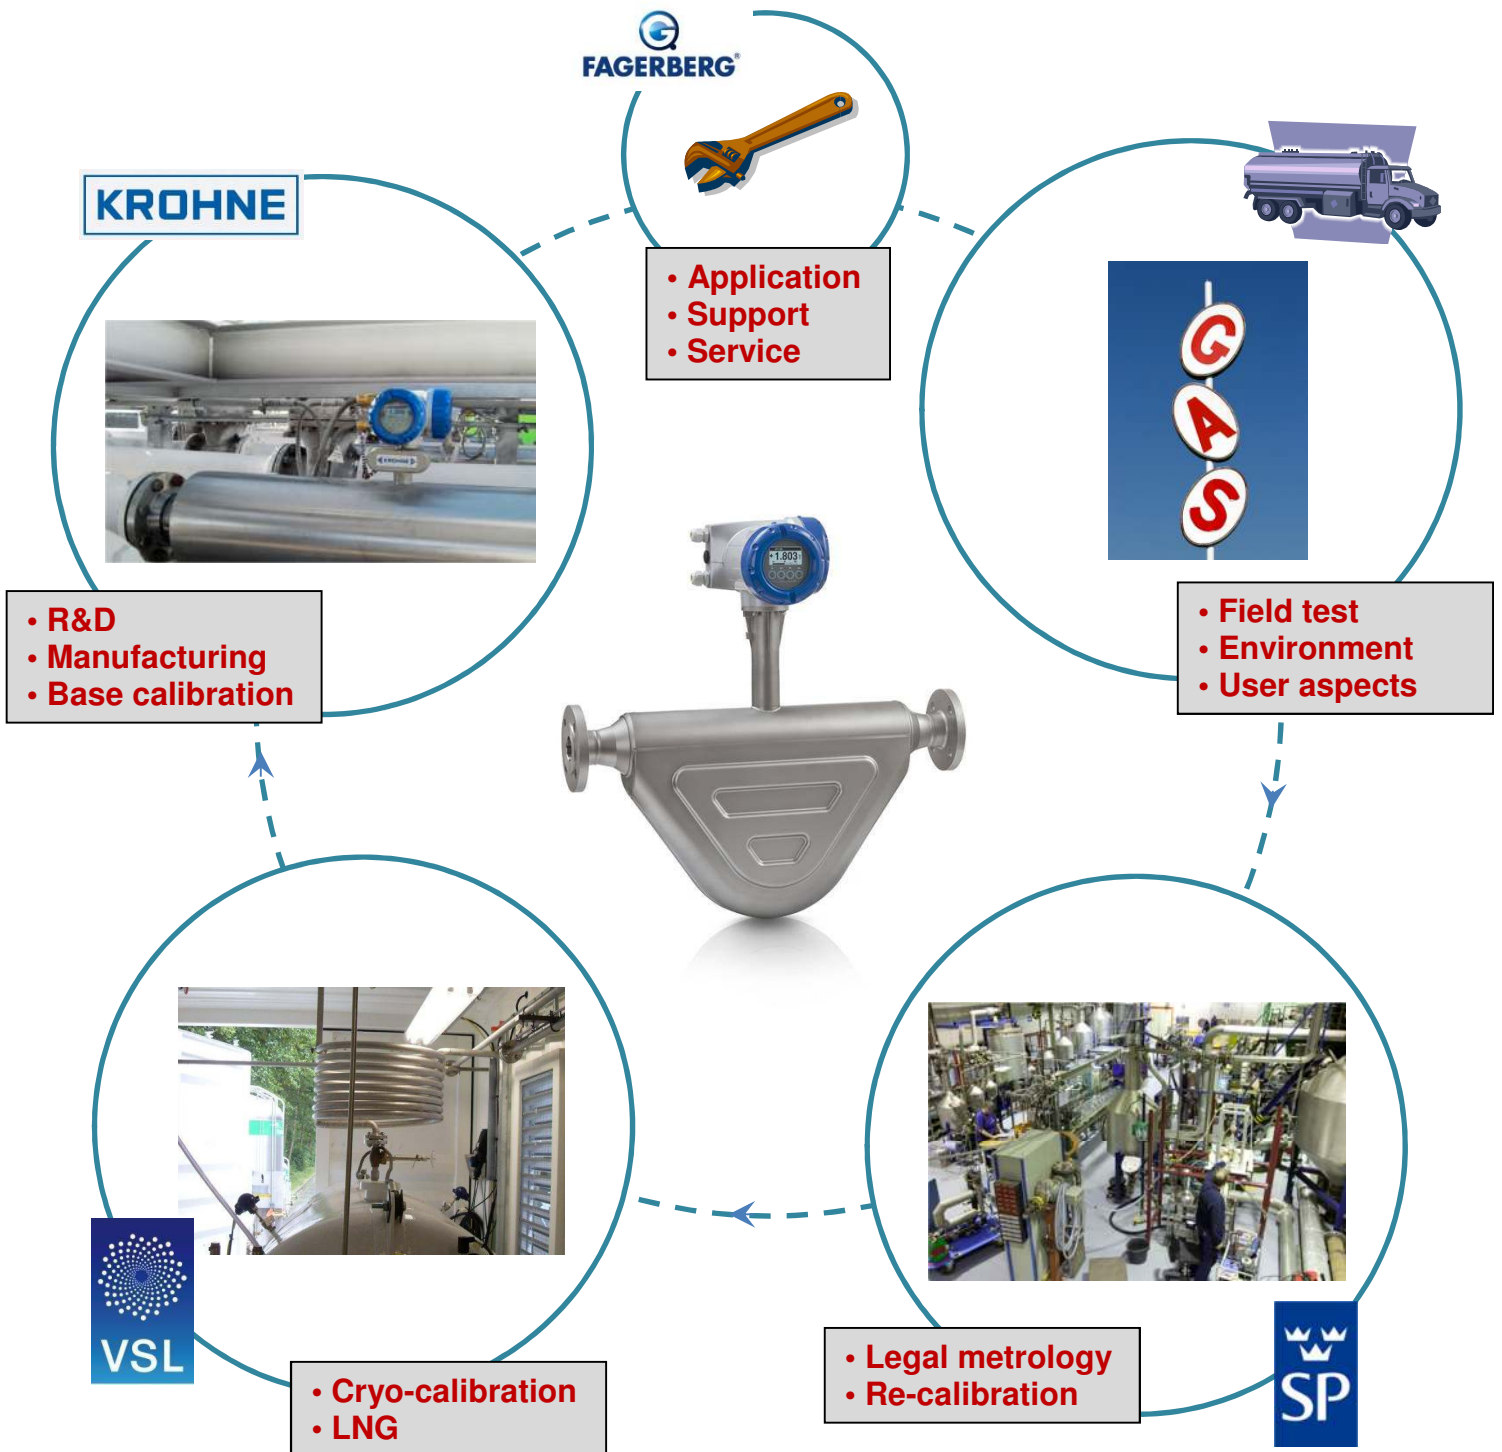 FAGERBERG®
• Application
• Support
• Service
KROHNE
KROHNE
• R&D
• Manufacturing
• Base calibration
G
A
S
• Field test
• Environment
• User aspects
1.803
VSL
• Cryo-calibration
• LNG
• Legal metrology
• Re-calibration
SP